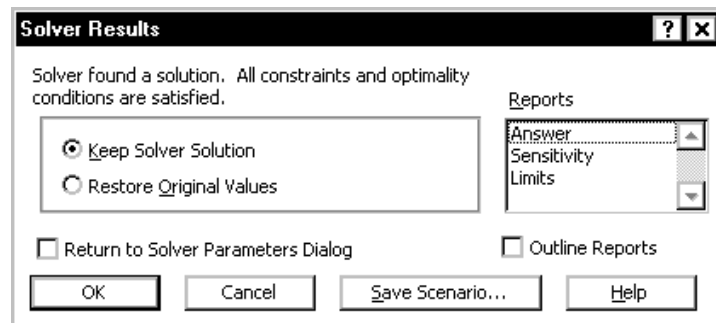 Solver Results
?
Solver found a solution. All constraints and optimality
conditions are satisfied.
Reports
Keep Solver Solution
Restore Original Values
Answer
Sensitivity
Limits
Return to Solver Parameters Dialog
Outline Reports
OK
Cancel
Save Scenario...
Help